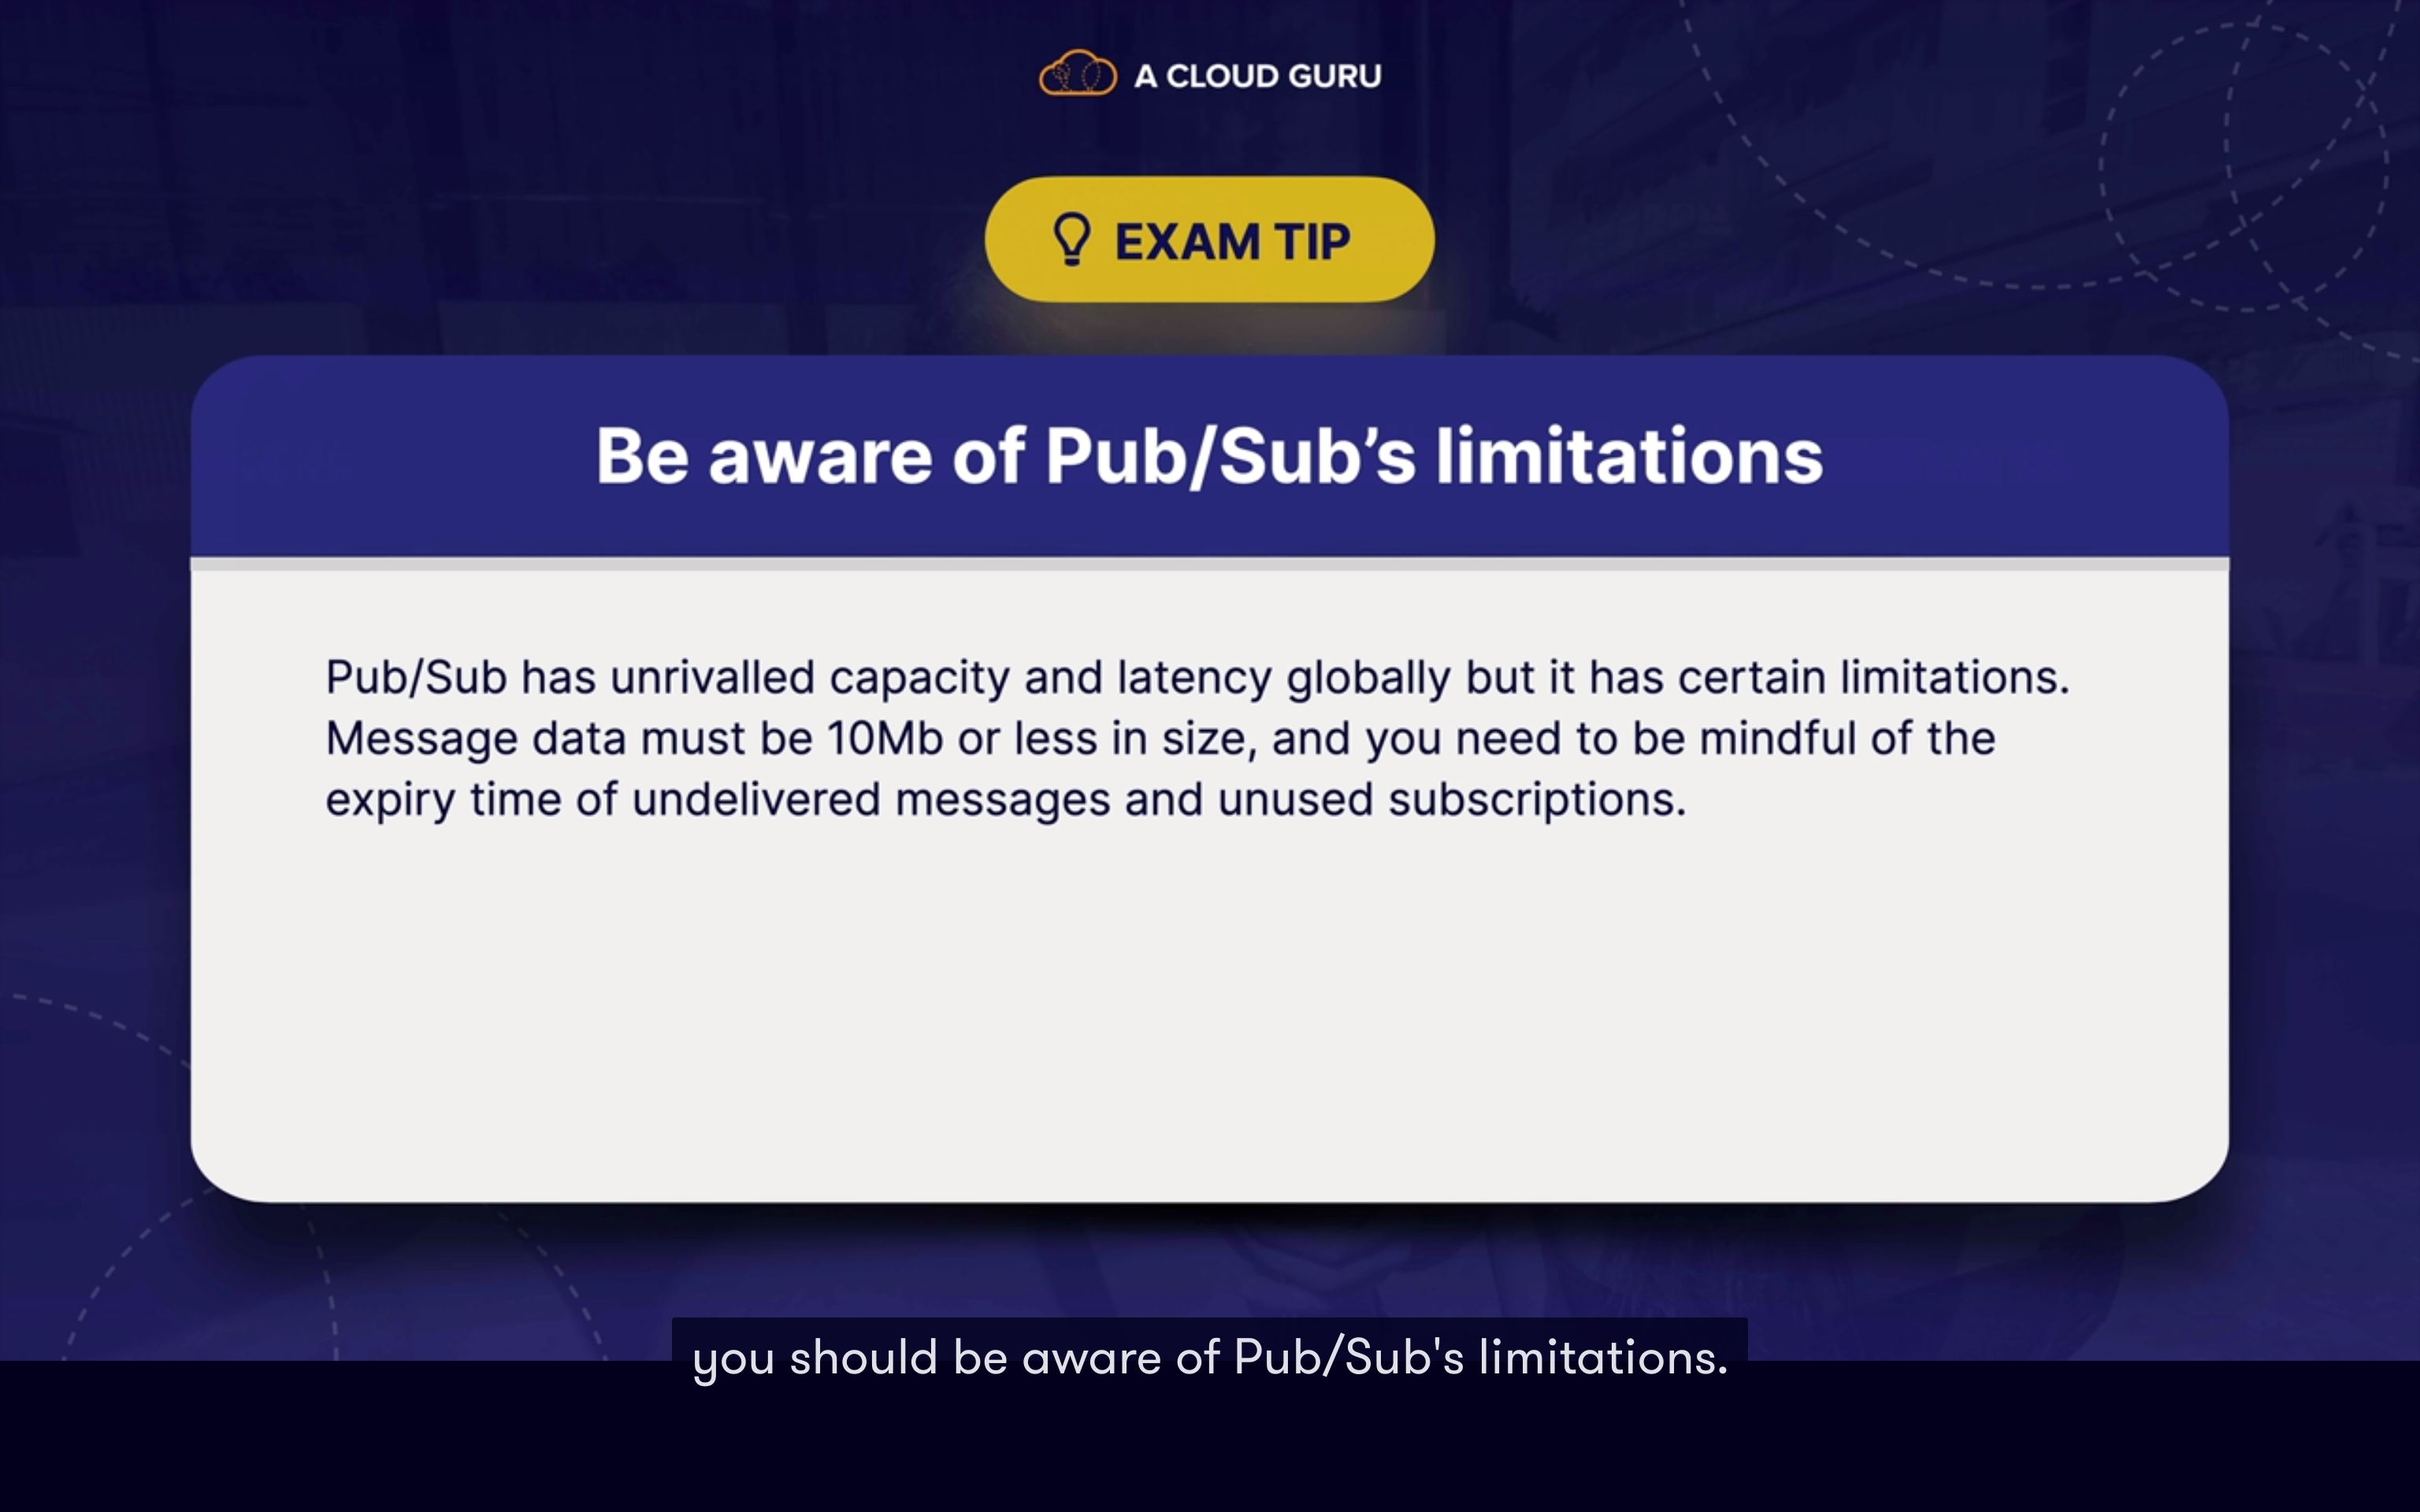 A CLOUD GURU
EXAM TIP
Be aware of Pub/Sub’s limitations
Pub/Sub has unrivalled capacity and latency globally but it has certain limitations.
Message data must be 10Mb or less in size, and you need to be mindful of the
expiry time of undelivered messages and unused subscriptions.
you should be aware of Pub/Sub's limitations.